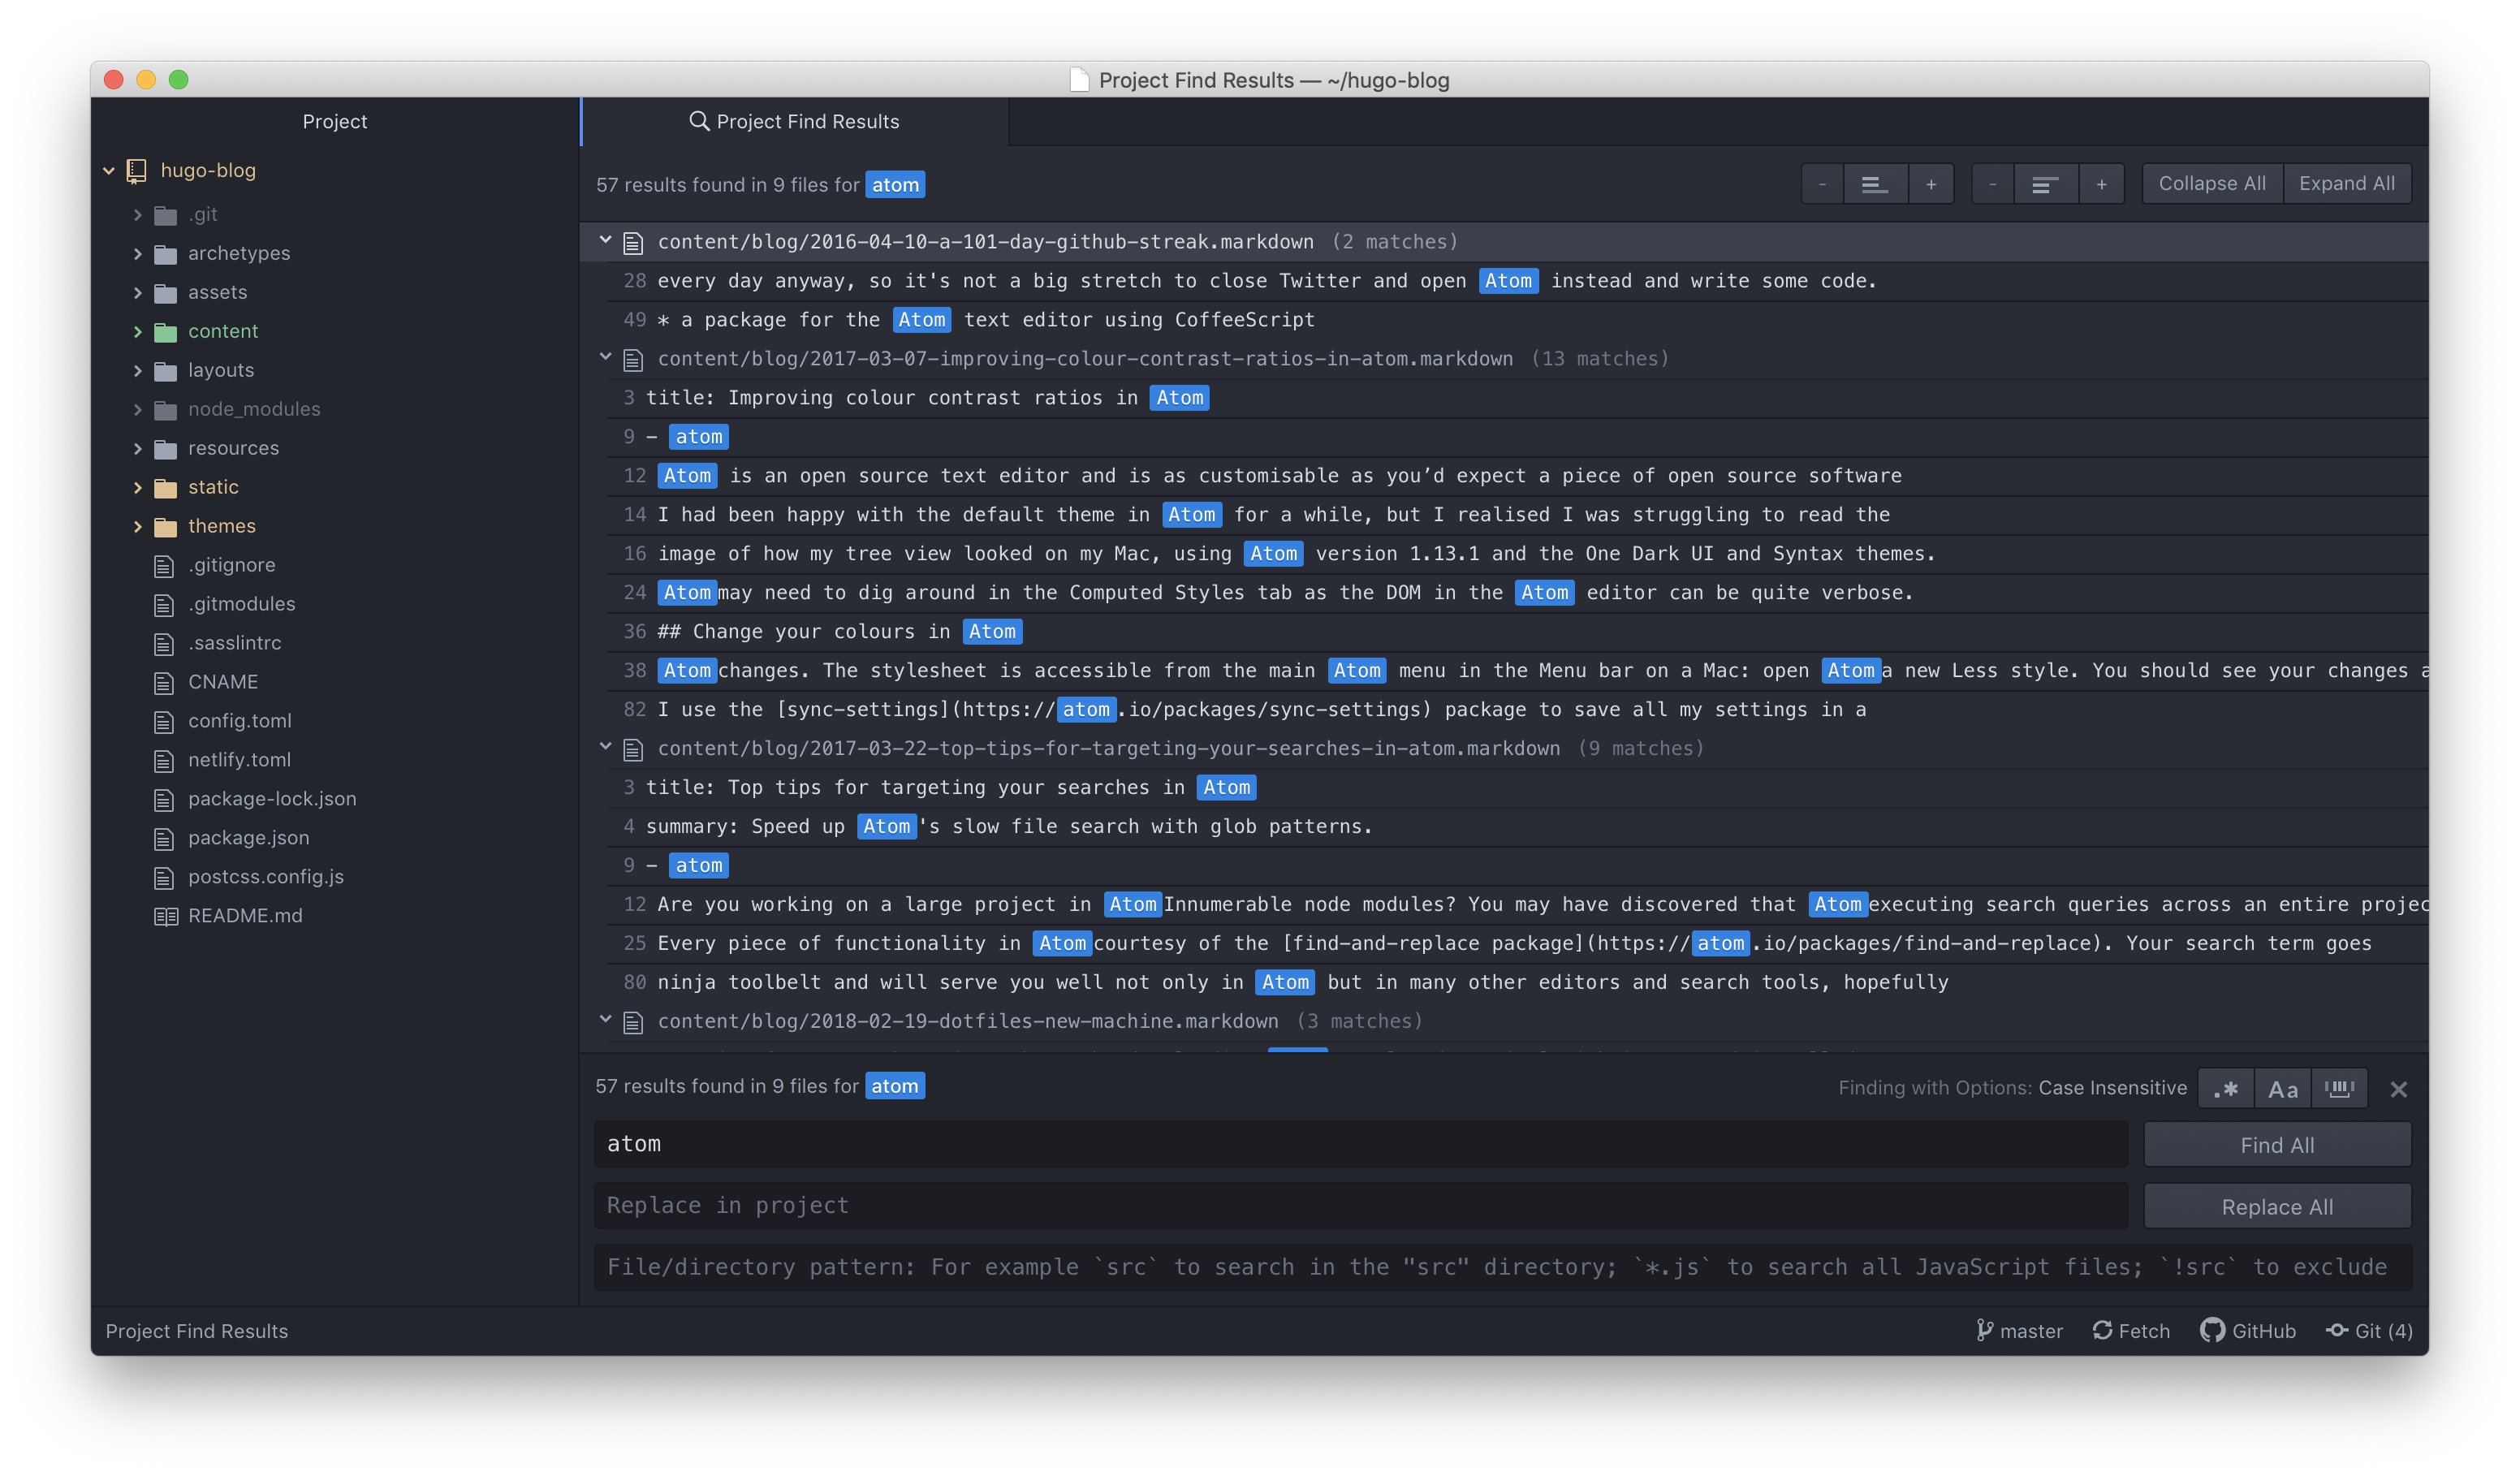 Project Find Results — ~/hugo-blog
Project
hugo-blog
.git
archetypes
assets
content
layouts
node_modules
resources
static
themes
.gitignore
.gitmodules
.sasslintrc
CNAME
config.toml
netlify.toml
package-lock.json
package.json
postcss.config.js
README.md
Project Find Results
57 results found in 9 files for atom
- + - + Collapse All Expand All
content/blog/2016-04-10-a-101-day-github-streak.markdown (2 matches)
28 every day anyway, so it's not a big stretch to close Twitter and open Atom instead and write some code.
49 * a package for the Atom text editor using CoffeeScript
content/blog/2017-03-07-improving-colour-contrast-ratios-in-atom.markdown (13 matches)
3 title: Improving colour contrast ratios in Atom
9 - atom
12 Atom is an open source text editor and is as customisable as you’d expect a piece of open source software
14 I had been happy with the default theme in Atom for a while, but I realised I was struggling to read the
16 image of how my tree view looked on my Mac, using Atom version 1.13.1 and the One Dark UI and Syntax themes.
24 Atommay need to dig around in the Computed Styles tab as the DOM in the Atom editor can be quite verbose.
36 ## Change your colours in Atom
38 Atomchanges. The stylesheet is accessible from the main Atom menu in the Menu bar on a Mac: open Atoma new Less style. You should see your changes a
82 I use the [sync-settings](https://atom.io/packages/sync-settings) package to save all my settings in a
content/blog/2017-03-22-top-tips-for-targeting-your-searches-in-atom.markdown (9 matches)
3 title: Top tips for targeting your searches in Atom
4 summary: Speed up Atom's slow file search with glob patterns.
9 - atom
12 Are you working on a large project in AtomInnumerable node modules? You may have discovered that Atomexecuting search queries across an entire projec
25 Every piece of functionality in Atomcourtesy of the [find-and-replace package](https://atom.io/packages/find-and-replace). Your search term goes
80 ninja toolbelt and will serve you well not only in Atom but in many other editors and search tools, hopefully
content/blog/2018-02-19-dotfiles-new-machine.markdown (3 matches)
57 results found in 9 files for atom
Finding with Options: Case Insensitive .* Aa
atom
Find All
Replace in project
Replace All
File/directory pattern: For example `src` to search in the "src" directory; `*.js` to search all JavaScript files; `!src` to exclude
Project Find Results
master Fetch GitHub Git (4)